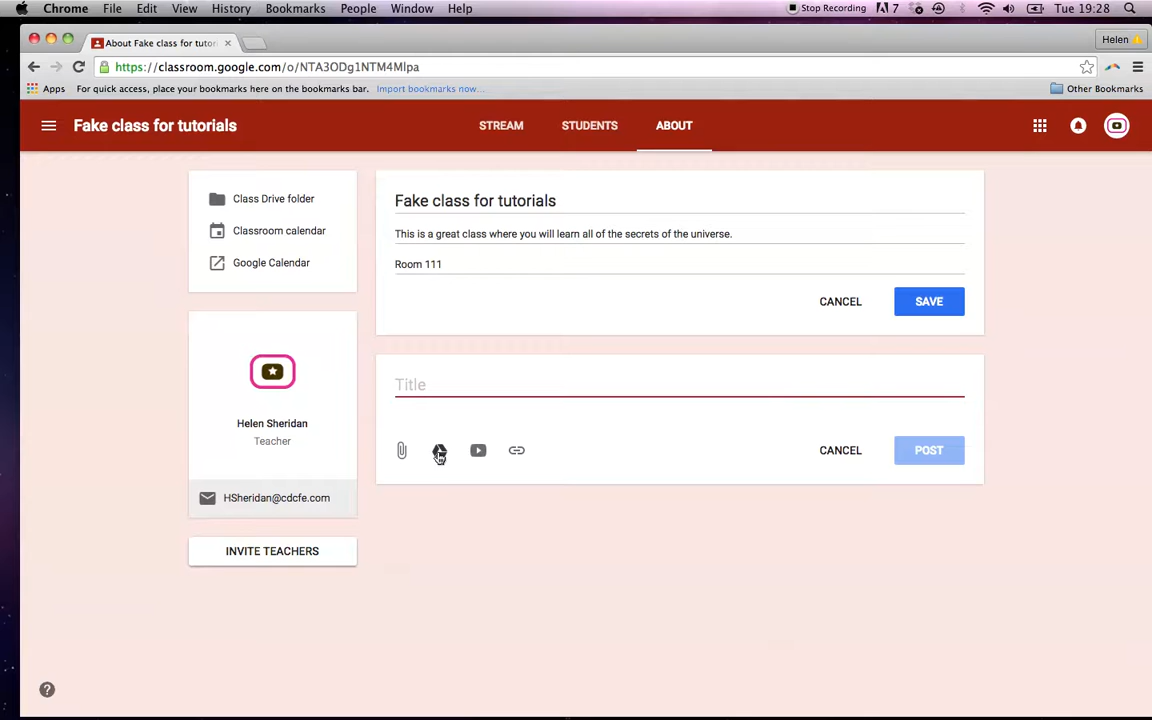 Chrome File Edit View History Bookmarks People Window Help Stop Recording 7 Tue 19:28
About Fake class for tutori Helen
https://classroom.google.com/o/NTA3ODg1NTM4Mlpa
Apps For quick access, place your bookmarks here on the bookmarks bar. Import bookmarks now... Other Bookmarks
Fake class for tutorials STREAM STUDENTS ABOUT
Class Drive folder
Classroom calendar
Google Calendar
Helen Sheridan
Teacher
HSheridan@cdcfe.com
INVITE TEACHERS
Fake class for tutorials
This is a great class where you will learn all of the secrets of the universe.
Room 111
CANCEL SAVE
Title
CANCEL POST